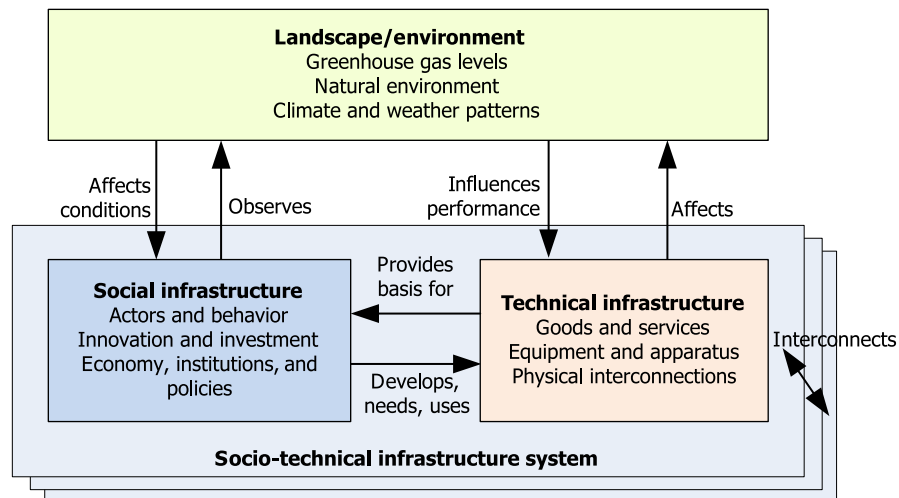 Landscape/environment
Greenhouse gas levels
Natural environment
Climate and weather patterns
Affects
conditions
Observes
Influences
performance
Affects
Social infrastructure
Actors and behavior
Innovation and investment
Economy, institutions, and
policies
Provides
basis for
Develops,
needs, uses
Technical infrastructure
Goods and services
Equipment and apparatus
Physical interconnections
Interconnects
Socio-technical infrastructure system